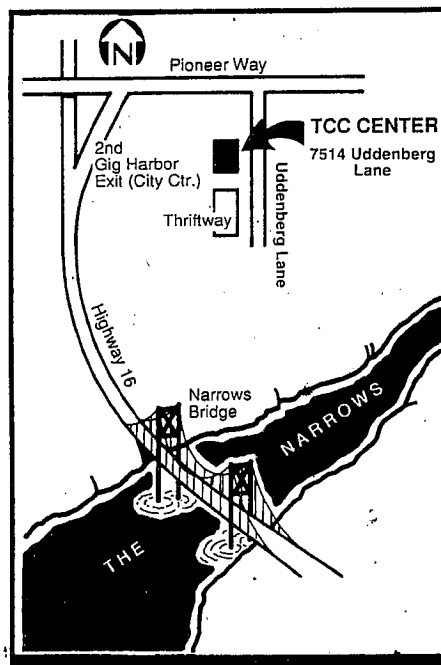 N
Pioneer Way
2nd
Gig Harbor
Exit (City Ctr.)
TCC CENTER
7514 Uddenberg
Lane
Thriftway
Uddenberg Lane
Highway 16
Narrows
Bridge
THE NARROWS